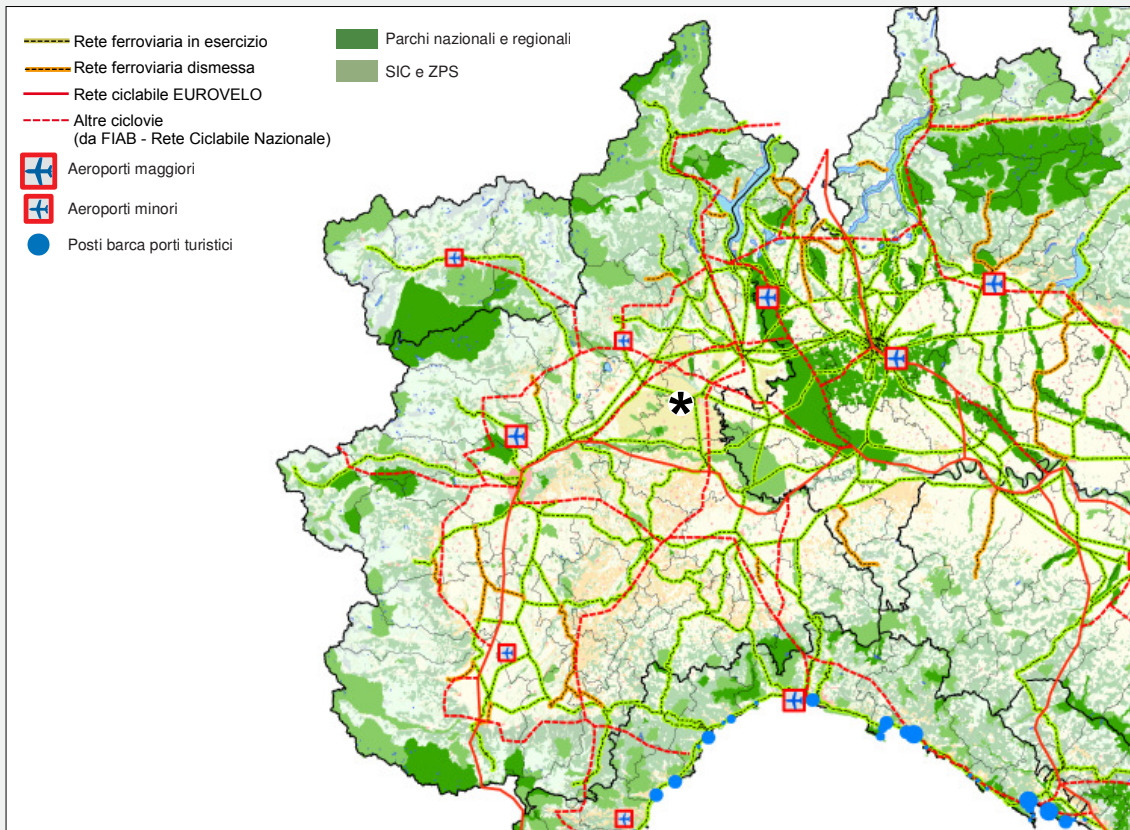 Rete ferroviaria in esercizio
Rete ferroviaria dismessa
Rete ciclabile EUROVELO
Altre ciclovie
(da FIAB - Rete Ciclabile Nazionale)
Aeroporti maggiori
Aeroporti minori
Posti barca porti turistici
Parchi nazionali e regionali
SIC e ZPS
*